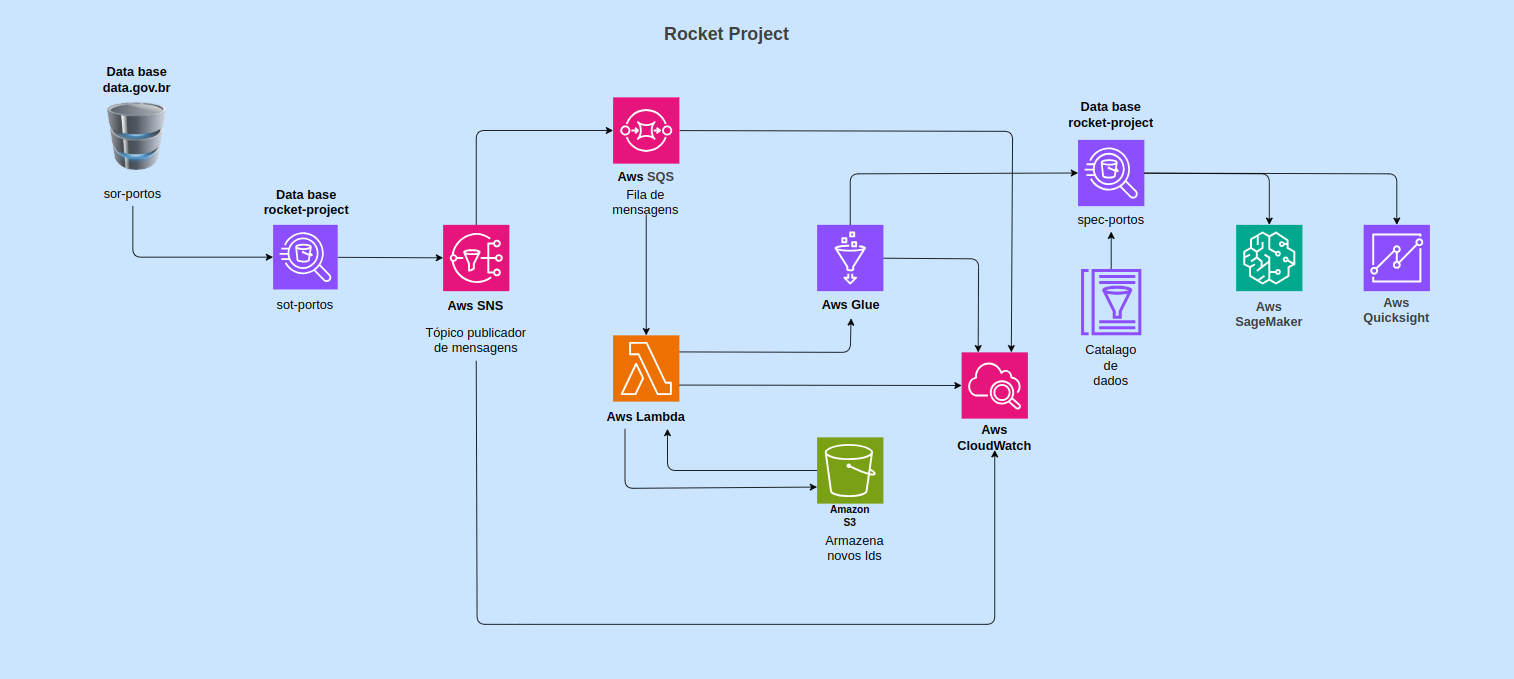 Rocket Project
Data base
data.gov.br
sor-portos
Data base
rocket-project
sot-portos
Aws SNS
Tópico publicador
de mensagens
Aws SQS
Fila de
mensagens
Aws Lambda
Aws Glue
Amazon
S3
Armazena
novos Ids
Aws
CloudWatch
Data base
rocket-project
spec-portos
Catalago
de
dados
Aws
SageMaker
Aws
Quicksight